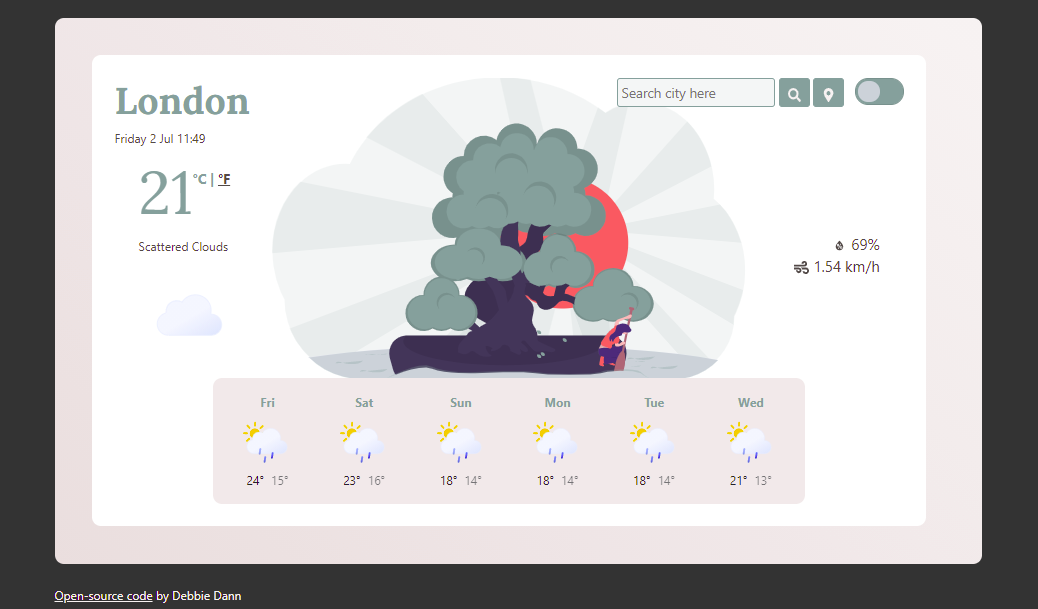 London
Search city here
Friday 2 Jul 11:49
21 °C | °F
Scattered Clouds
69%
1.54 km/h
Fri Sat Sun Mon Tue Wed
24° 15° 23° 16° 18° 14° 18° 14° 18° 14° 21° 13°
Open-source code by Debbie Dann